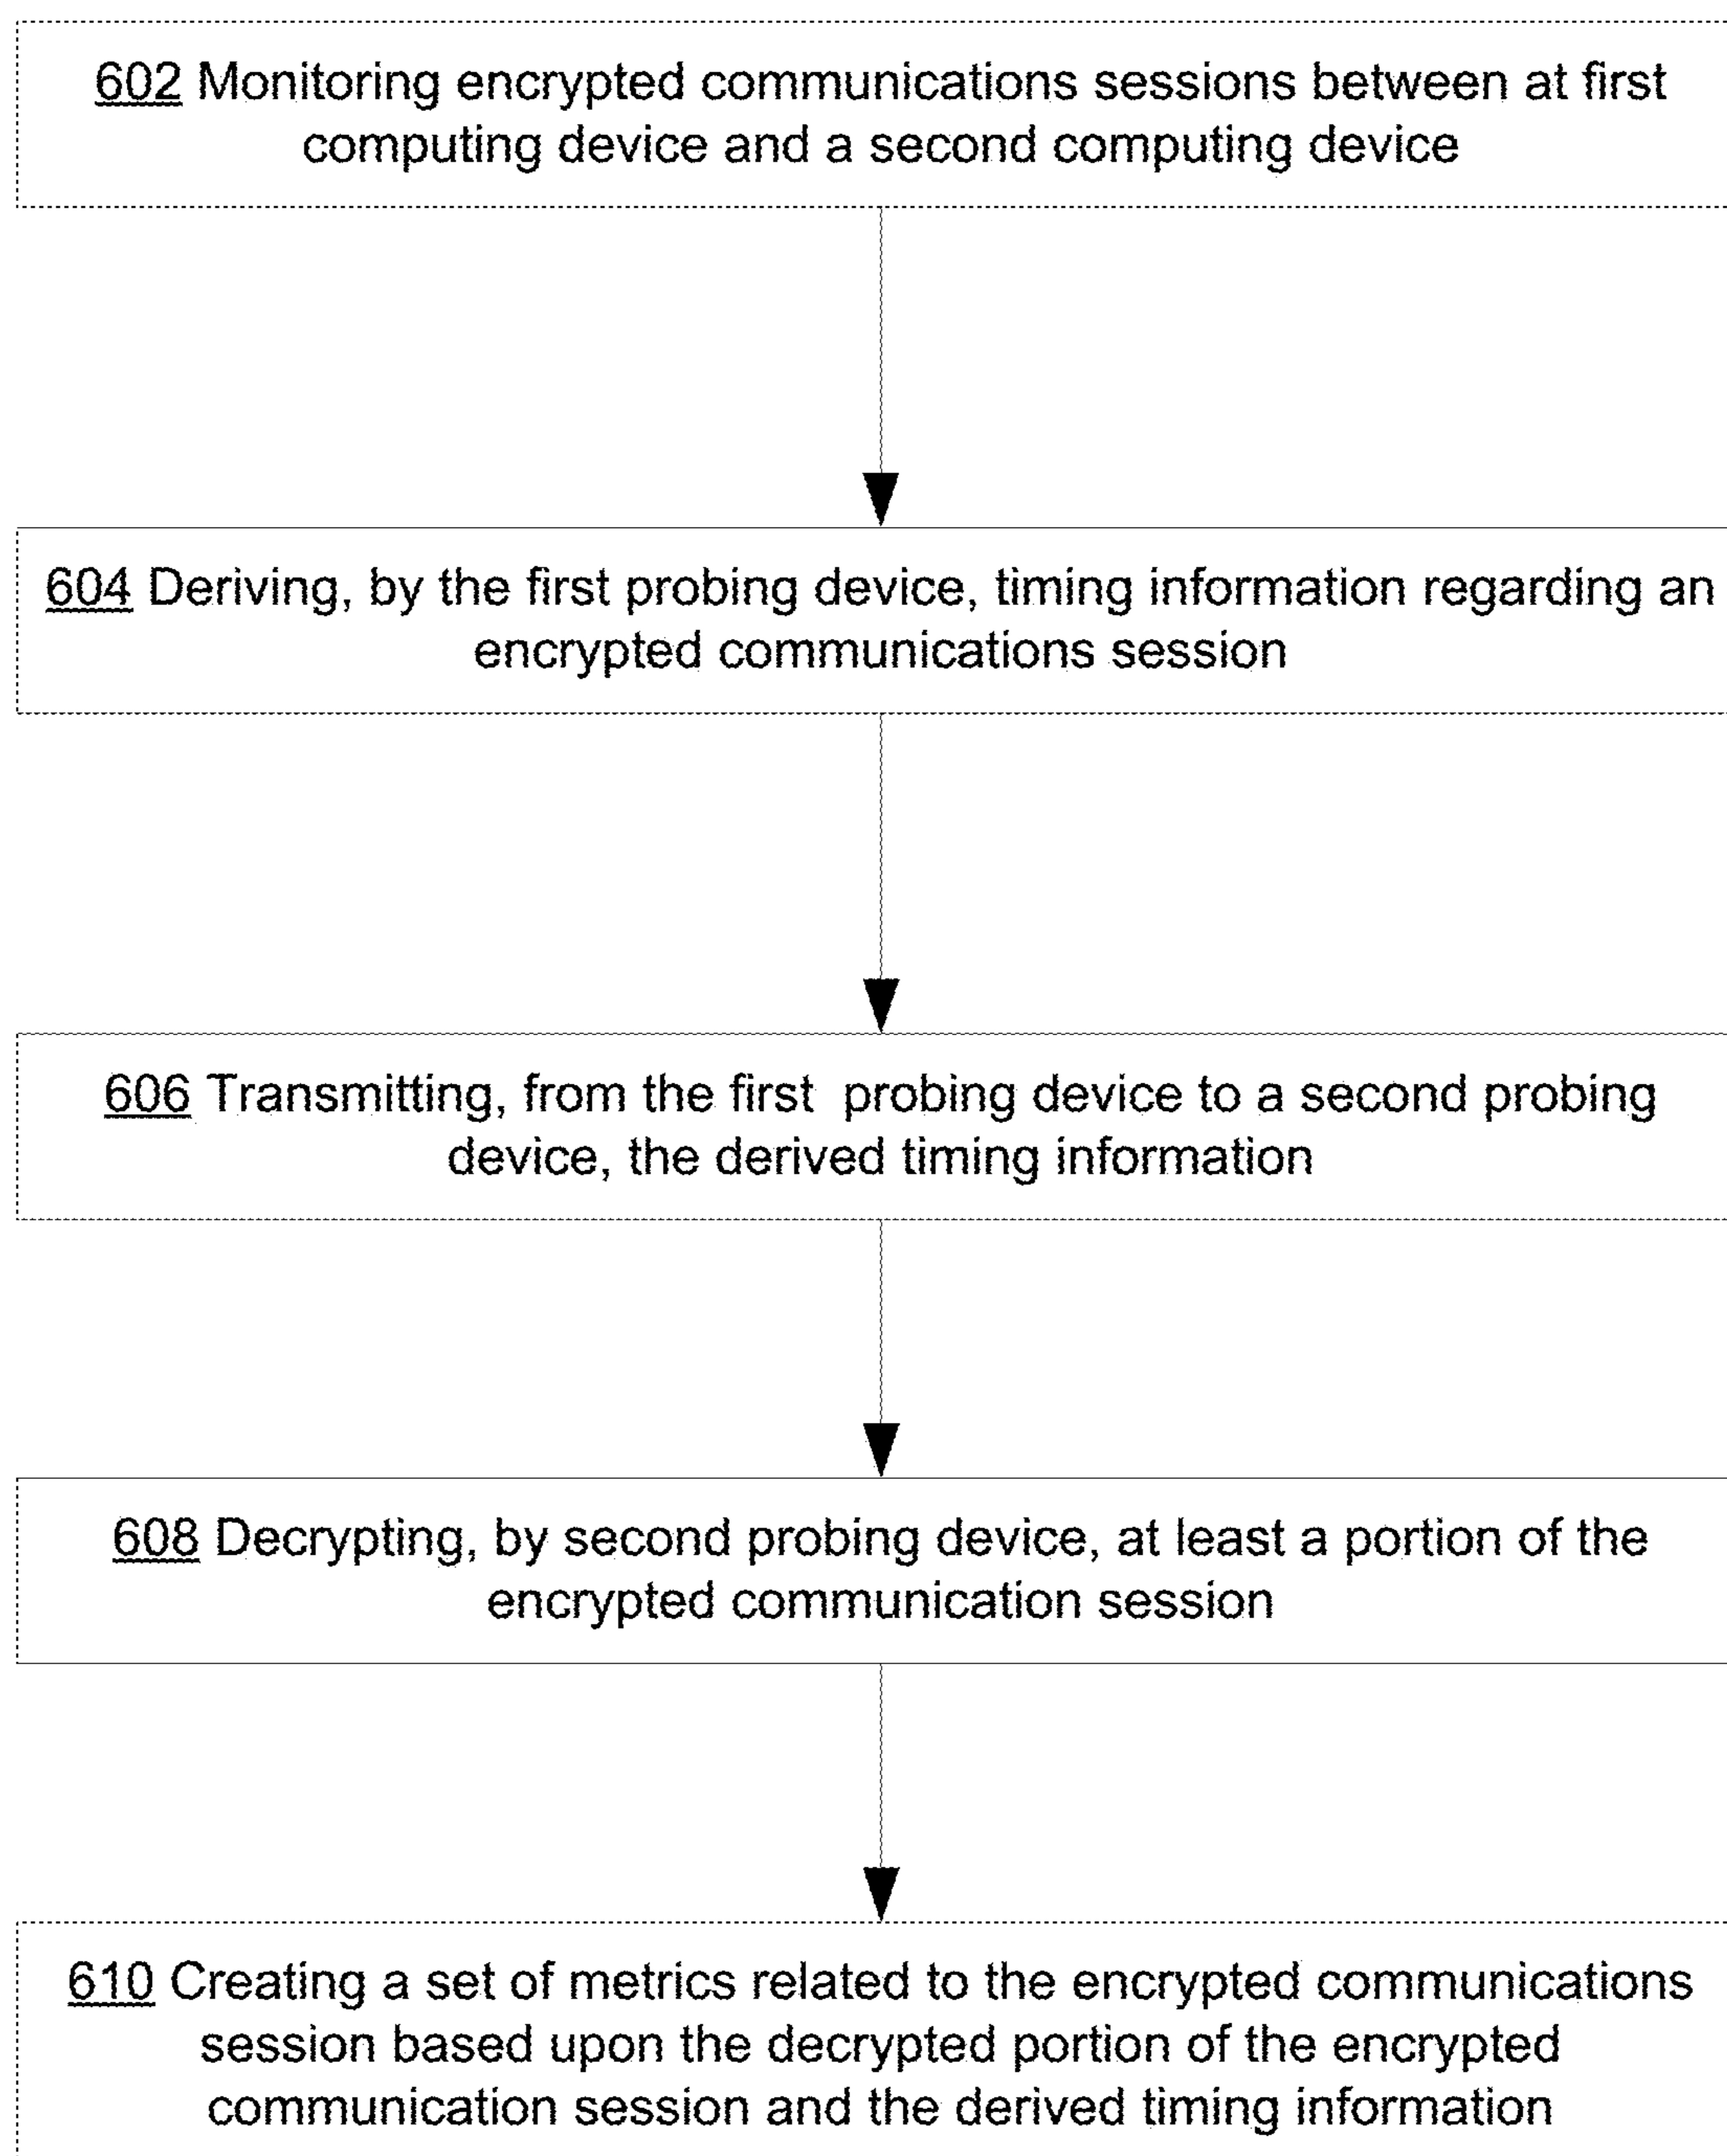 602 Monitoring encrypted communications sessions between at first
computing device and a second computing device
604 Deriving, by the first probing device, timing information regarding an
encrypted communications session
606 Transmitting, from the first probing device to a second probing
device, the derived timing information
608 Decrypting, by second probing device, at least a portion of the
encrypted communication session
610 Creating a set of metrics related to the encrypted communications
session based upon the decrypted portion of the encrypted
communication session and the derived timing information